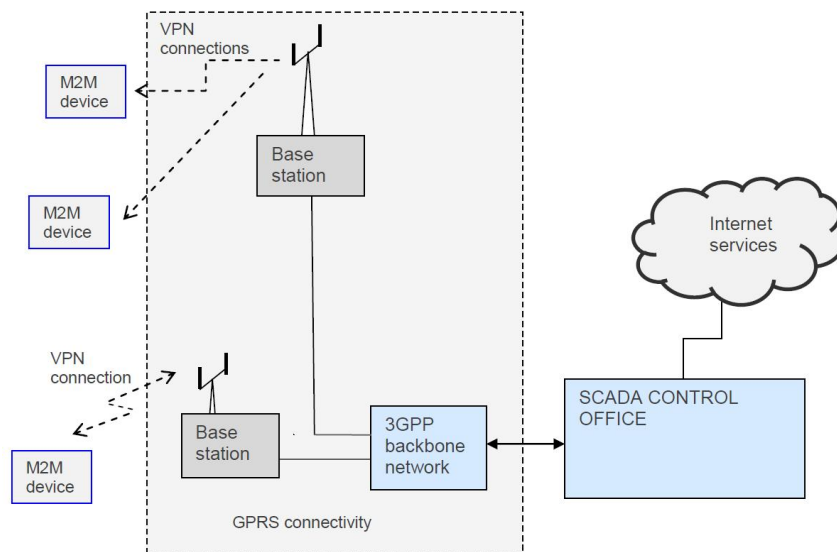 VPN
connections
M2M
device
Base
station
M2M
device
Internet
services
VPN
connection
SCADA CONTROL
OFFICE
Base
station
3GPP
backbone
network
M2M
device
GPRS connectivity